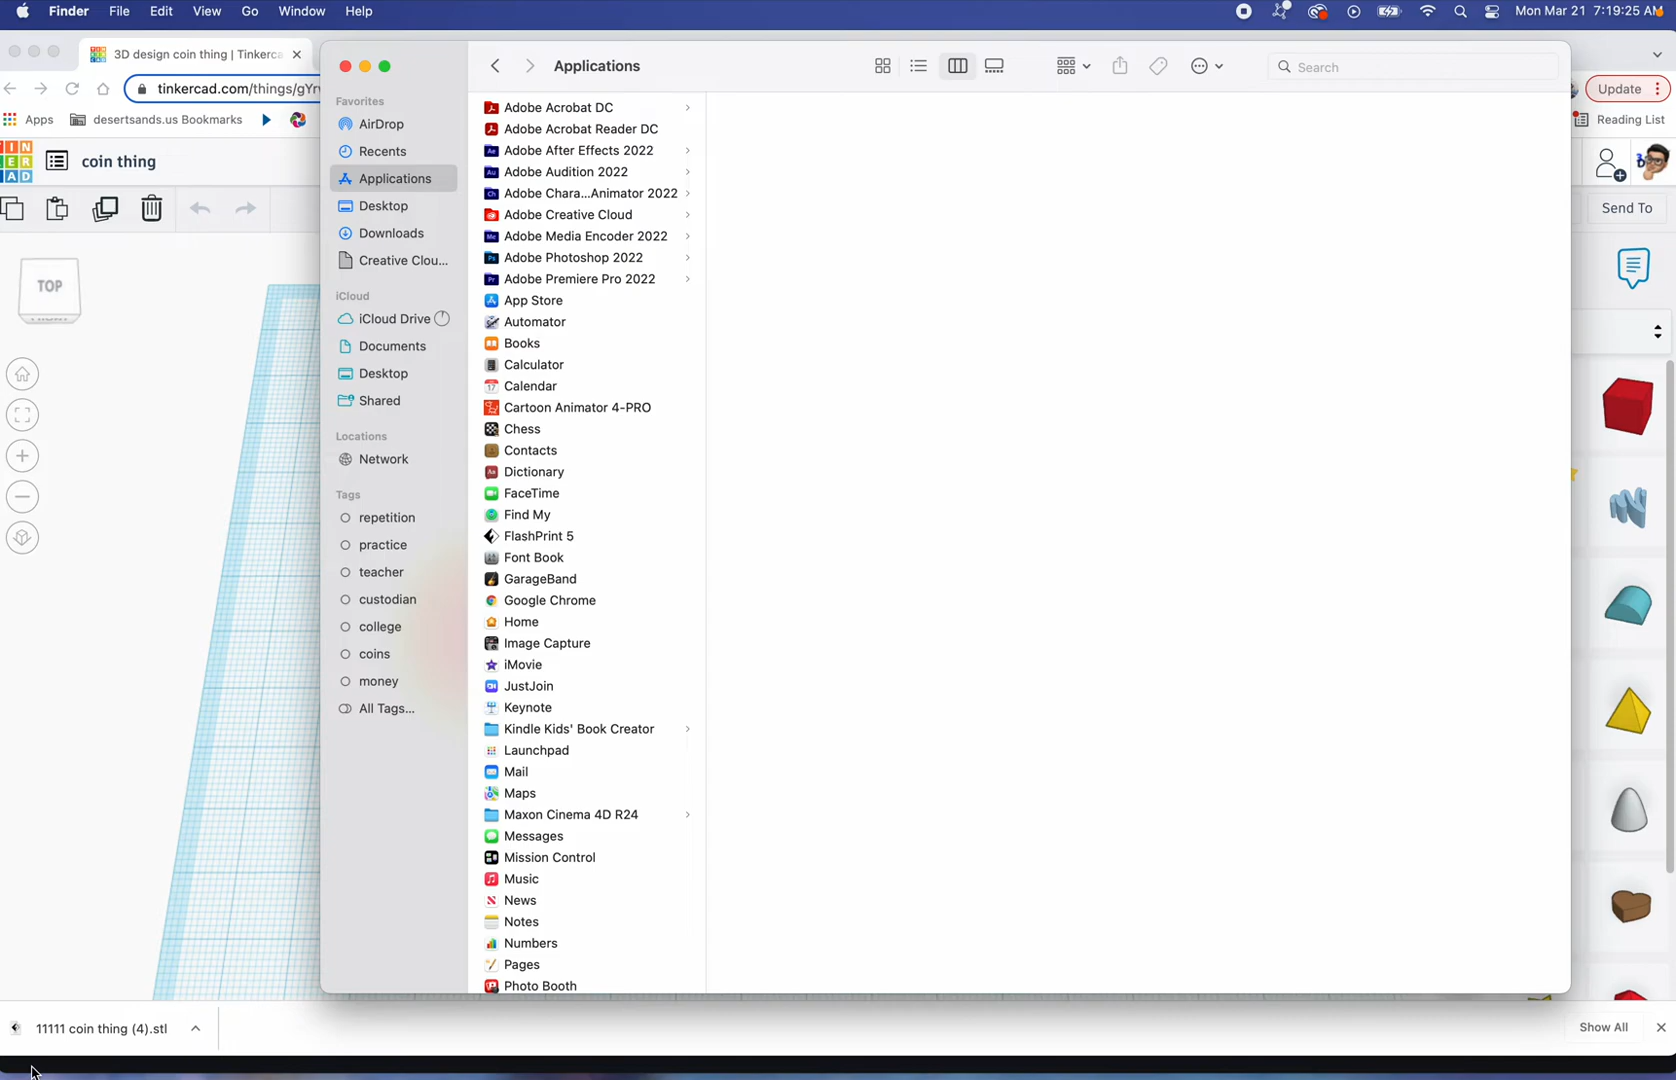 Finder File Edit View Go Window Help
Mon Mar 21 7:19:25 AM
3D design coin thing | Tinkerca
tinkercad.com/things/gYr
Update
Apps desertsands.us Bookmarks
Reading List
TIN
KER
CAD
coin thing
Send To
TOP
FRONT
Applications
Search
Favorites
AirDrop
Recents
Applications
Desktop
Downloads
Creative Clou...
iCloud
iCloud Drive
Documents
Desktop
Shared
Locations
Network
Tags
repetition
practice
teacher
custodian
college
coins
money
All Tags...
Adobe Acrobat DC
Adobe Acrobat Reader DC
Adobe After Effects 2022
Adobe Audition 2022
Adobe Chara...Animator 2022
Adobe Creative Cloud
Adobe Media Encoder 2022
Adobe Photoshop 2022
Adobe Premiere Pro 2022
App Store
Automator
Books
Calculator
Calendar
Cartoon Animator 4-PRO
Chess
Contacts
Dictionary
FaceTime
Find My
FlashPrint 5
Font Book
GarageBand
Google Chrome
Home
Image Capture
iMovie
JustJoin
Keynote
Kindle Kids' Book Creator
Launchpad
Mail
Maps
Maxon Cinema 4D R24
Messages
Mission Control
Music
News
Notes
Numbers
Pages
Photo Booth
11111 coin thing (4).stl
Show All